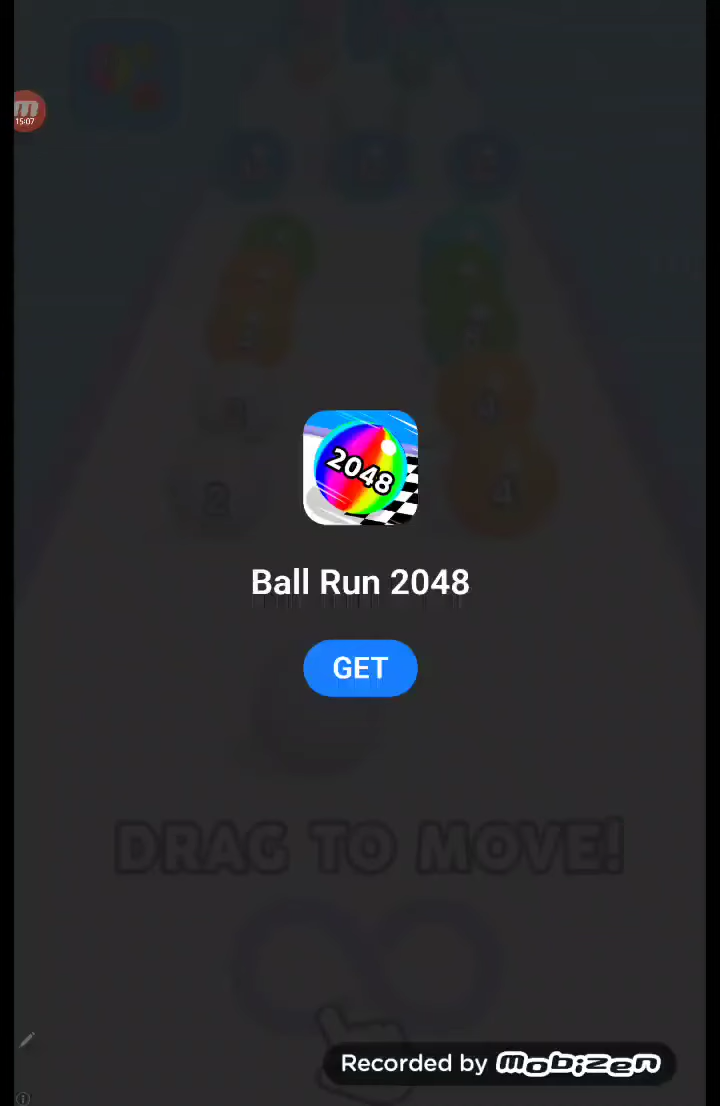 15:07
2048
Ball Run 2048
GET
DRAG TO MOVE!
Recorded by mobizen